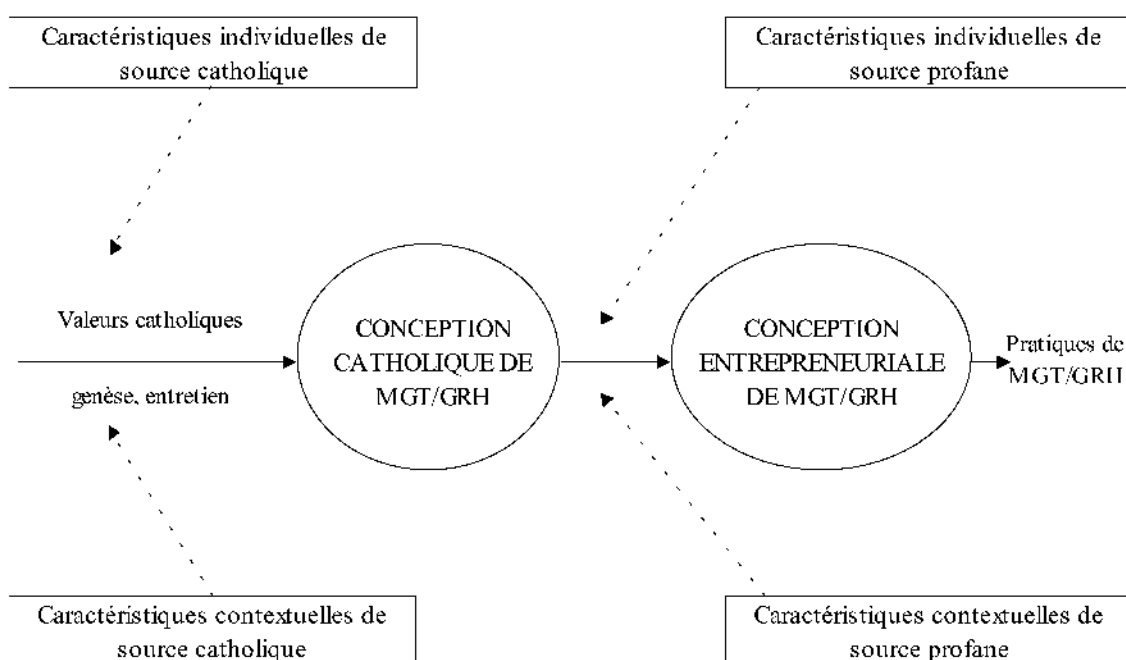 Caractéristiques individuelles de
source catholique
Caractéristiques individuelles de
source profane
Valeurs catholiques
genèse, entretien
CONCEPTION
CATHOLIQUE DE
MGT/GRH
CONCEPTION
ENTREPRENEURIALE
DE MGT/GRH
Pratiques de
MGT/GRH
Caractéristiques contextuelles de
source catholique
Caractéristiques contextuelles de
source profane